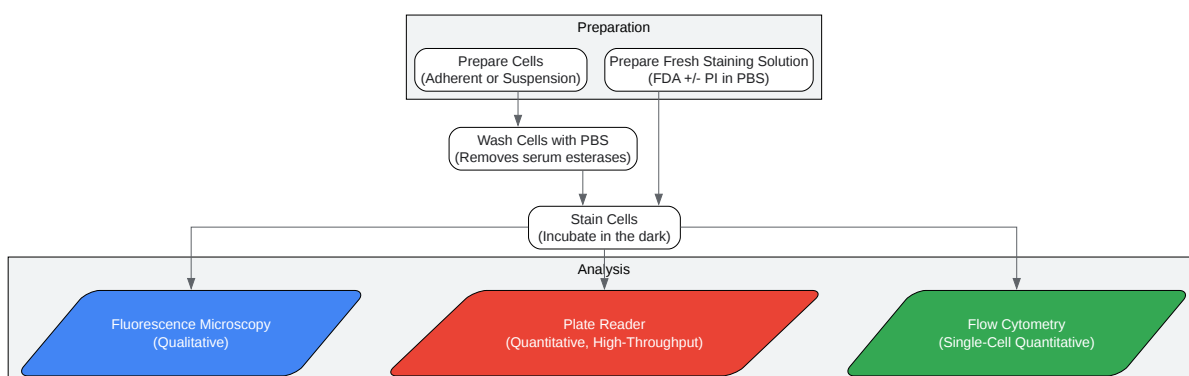 Preparation
Prepare Cells
(Adherent or Suspension)
Prepare Fresh Staining Solution
(FDA +/- PI in PBS)
Wash Cells with PBS
(Removes serum esterases)
Stain Cells
(Incubate in the dark)
Analysis
Fluorescence Microscopy
(Qualitative)
Plate Reader
(Quantitative, High-Throughput)
Flow Cytometry
(Single-Cell Quantitative)